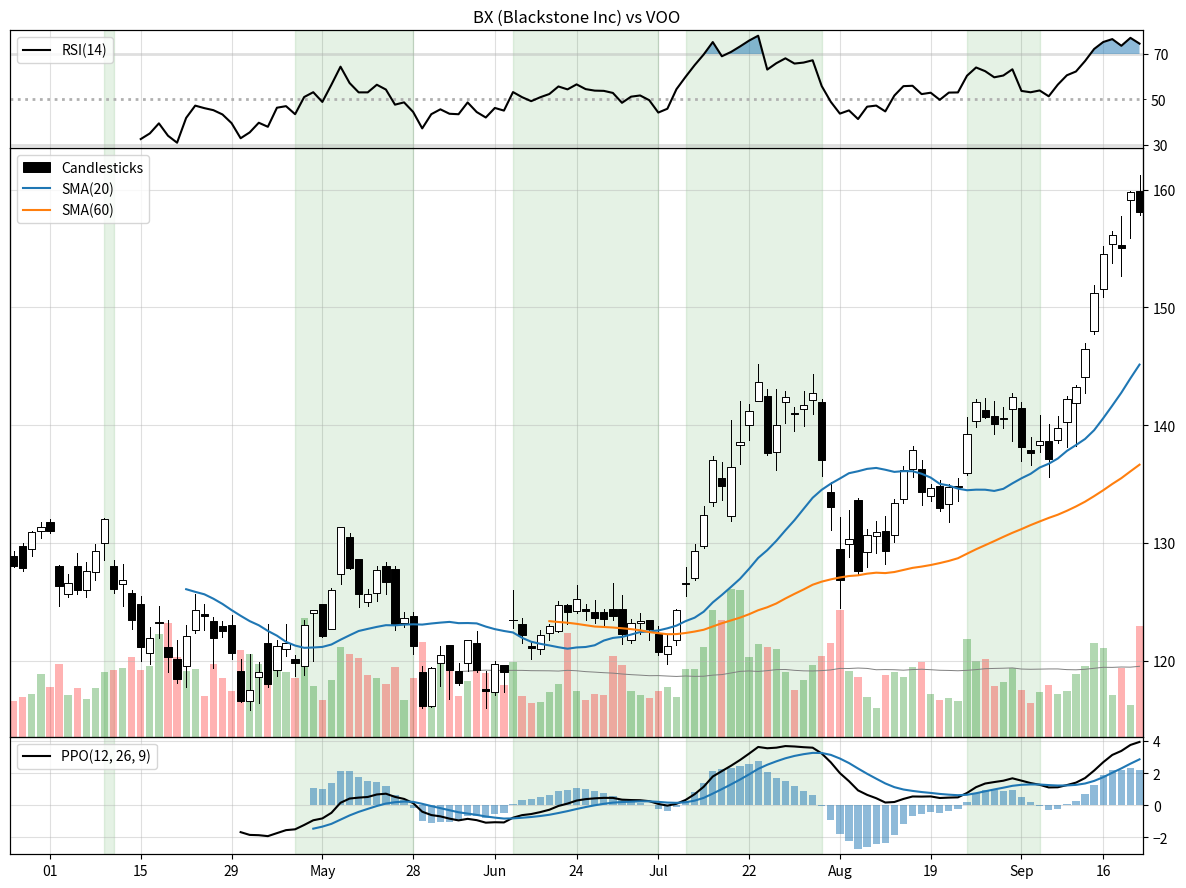 BX (Blackstone Inc) vs VOO
RSI(14)
70
50
30
Candlesticks
SMA(20)
SMA(60)
160
150
140
130
120
PPO(12, 26, 9)
4
2
0
−2
01 15 29 May 28 Jun 24 Jul 22 Aug 19 Sep 16